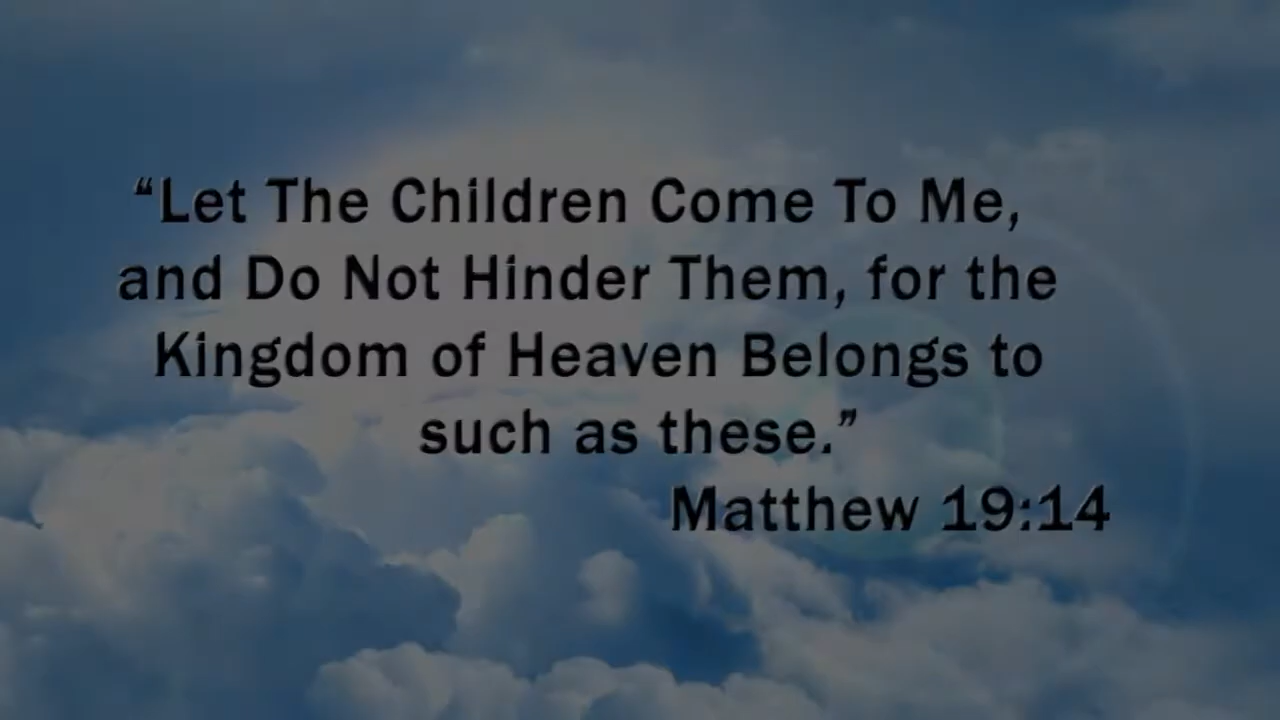 “Let The Children Come To Me,
and Do Not Hinder Them, for the
Kingdom of Heaven Belongs to
such as these.”
Matthew 19:14